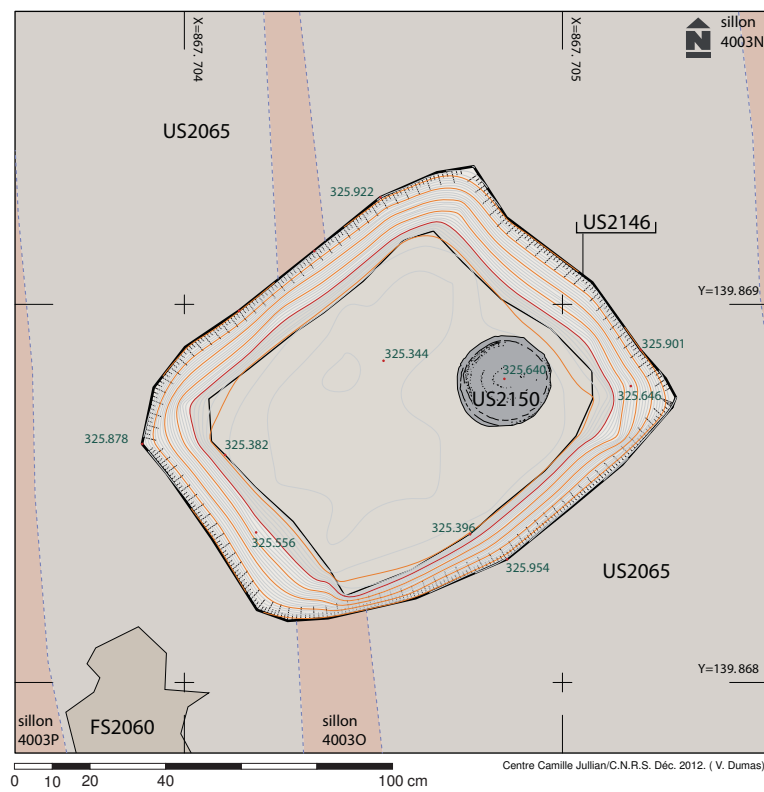 X=867. 704
X=867. 705
N
sillon
4003N
US2065
325.922
US2146
Y=139.869
325.901
325.344
325.640
325.646
US2150
325.878
325.382
325.396
325.556
325.954
US2065
Y=139.868
sillon
4003P
FS2060
sillon
4003O
0 10 20 40 100 cm
Centre Camille Jullian/C.N.R.S. Déc. 2012. ( V. Dumas)